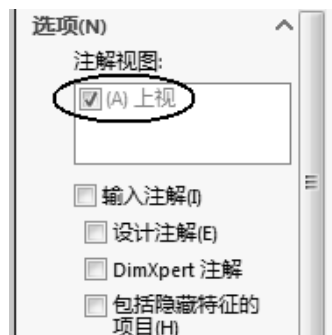 选项(N)
注解视图:
(A) 上视
输入注解(I)
设计注解(E)
DimXpert 注解
包括隐藏特征的
项目(H)